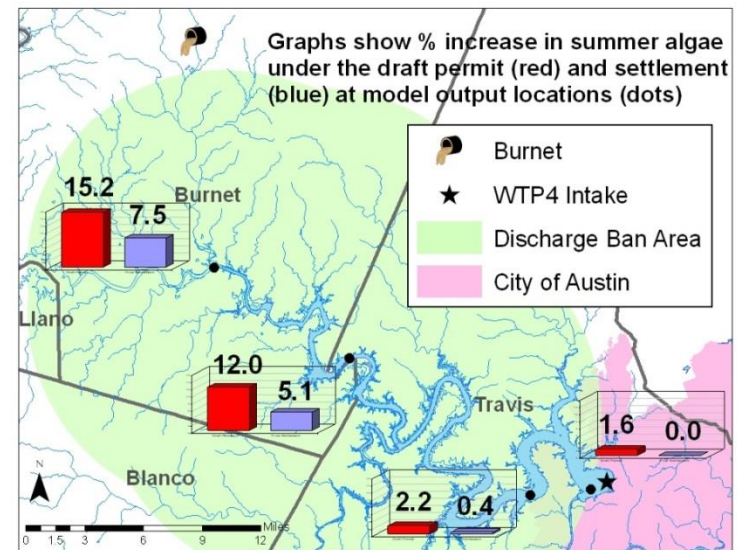 Graphs show % increase in summer algae
under the draft permit (red) and settlement
(blue) at model output locations (dots)
Burnet
WTP4 Intake
Discharge Ban Area
City of Austin
15.2
7.5
Burnet
Llano
12.0
5.1
Travis
1.6
0.0
Blanco
2.2
0.4
N
0 1.5 3 6 9 12 Miles